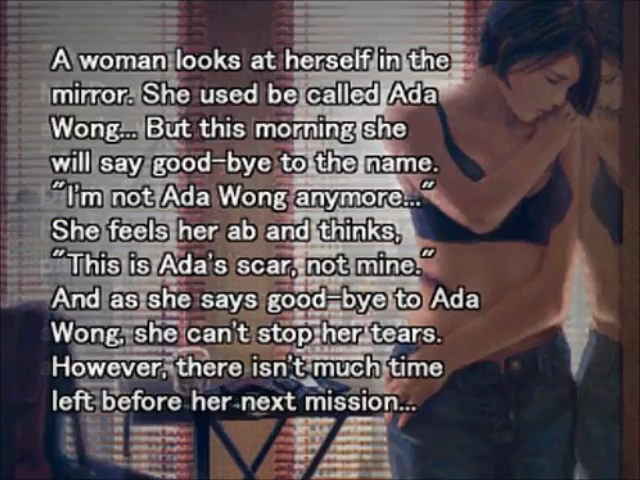 A woman looks at herself in the
mirror. She used be called Ada
Wong... But this morning she
will say good-bye to the name.
"I'm not Ada Wong anymore..."
She feels her ab and thinks,
"This is Ada's scar, not mine."
And as she says good-bye to Ada
Wong, she can't stop her tears.
However, there isn't much time
left before her next mission...